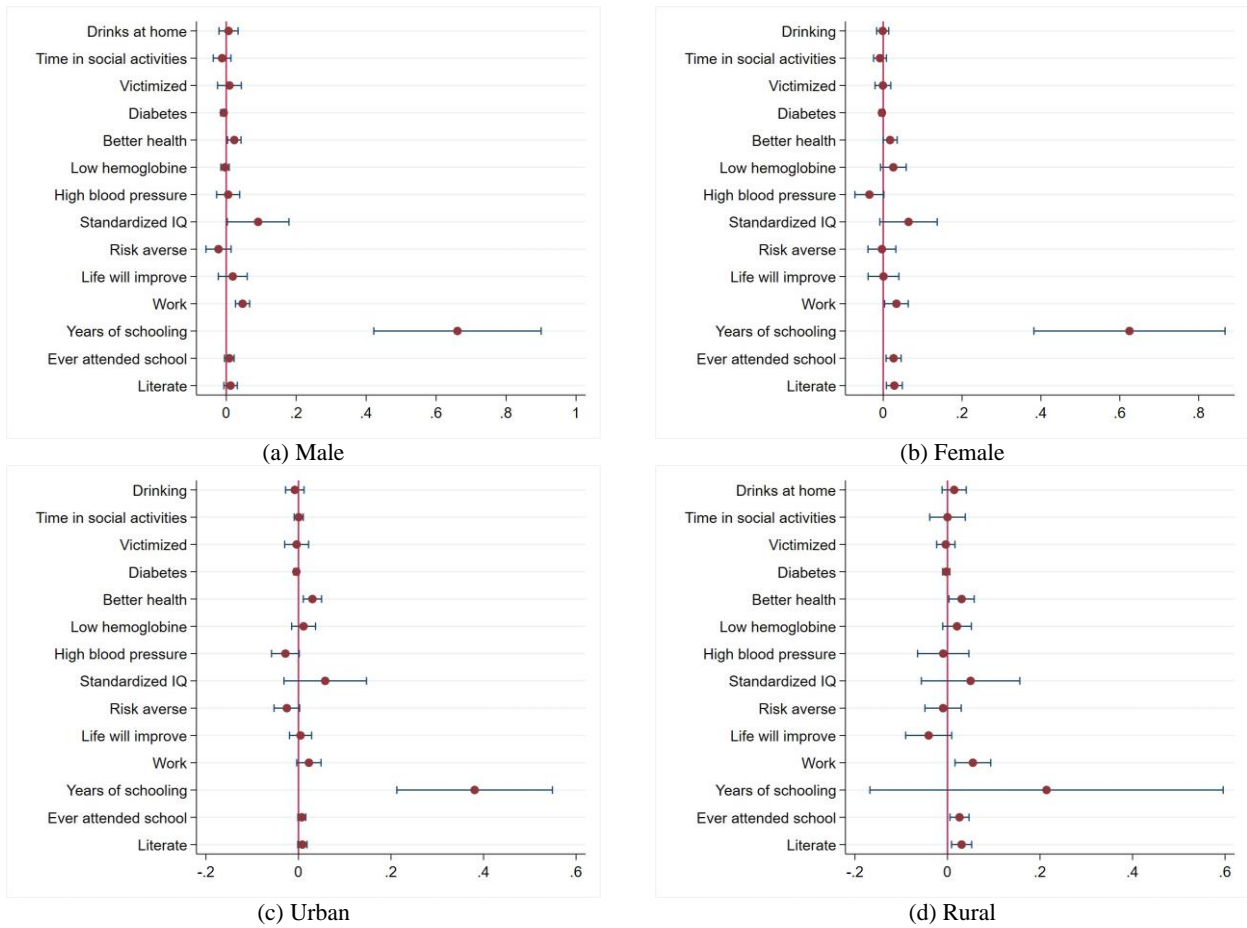 Drinks at home
Time in social activities
Victimized
Diabetes
Better health
Low hemoglobine
High blood pressure
Standardized IQ
Risk averse
Life will improve
Work
Years of schooling
Ever attended school
Literate
0 .2 .4 .6 .8 1
(a) Male
Drinking
Time in social activities
Victimized
Diabetes
Better health
Low hemoglobine
High blood pressure
Standardized IQ
Risk averse
Life will improve
Work
Years of schooling
Ever attended school
Literate
0 .2 .4 .6 .8
(b) Female
Drinking
Time in social activities
Victimized
Diabetes
Better health
Low hemoglobine
High blood pressure
Standardized IQ
Risk averse
Life will improve
Work
Years of schooling
Ever attended school
Literate
-.2 0 .2 .4 .6
(c) Urban
Drinks at home
Time in social activities
Victimized
Diabetes
Better health
Low hemoglobine
High blood pressure
Standardized IQ
Risk averse
Life will improve
Work
Years of schooling
Ever attended school
Literate
-.2 0 .2 .4 .6
(d) Rural